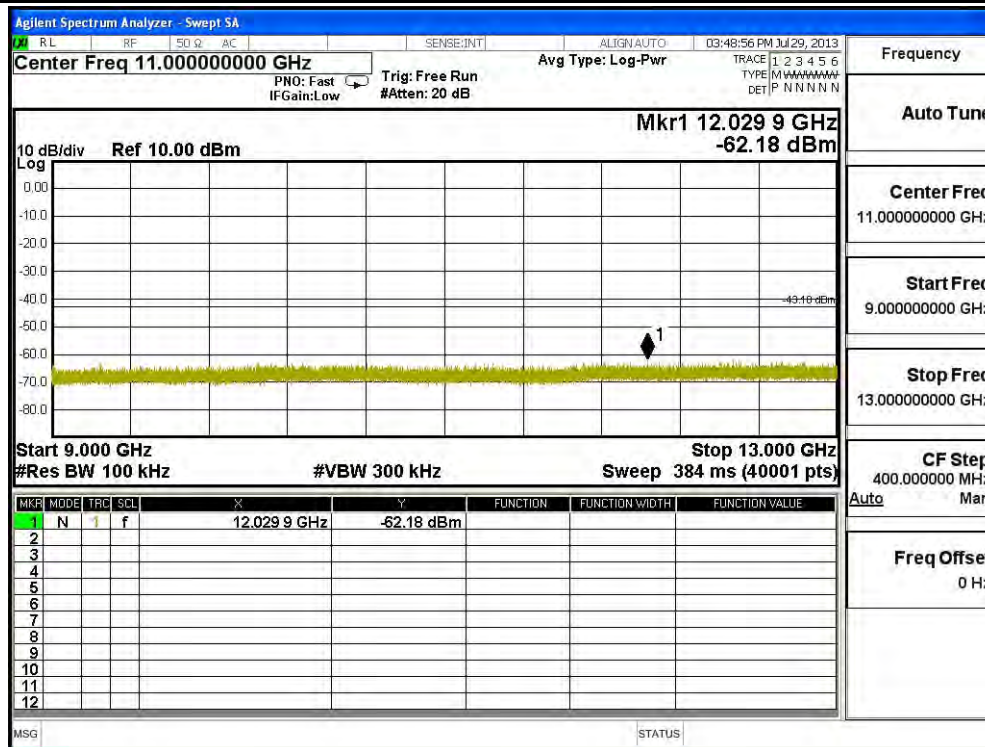 Agilent Spectrum Analyzer - Swept SA
LXI RL RF 50 Ω AC SENSE:INT ALIGN AUTO 03:48:56 PM Jul 29, 2013
Center Freq 11.000000000 GHz
PNO: Fast
IFGain:Low
Trig: Free Run
#Atten: 20 dB
Avg Type: Log-Pwr
TRACE 1 2 3 4 5 6
TYPE M WWWWW
DET P N N N N N
Mkr1 12.029 9 GHz
-62.18 dBm
10 dB/div Ref 10.00 dBm
Log
0.00
-10.0
-20.0
-30.0
-40.0
-43.18 dBm
-50.0
1
-60.0
-70.0
-80.0
Start 9.000 GHz Stop 13.000 GHz
#Res BW 100 kHz #VBW 300 kHz Sweep 384 ms (40001 pts)
MKR MODE TRC SCL X Y FUNCTION FUNCTION WIDTH FUNCTION VALUE
1 N 1 f 12.029 9 GHz -62.18 dBm
2
3
4
5
6
7
8
9
10
11
12
MSG STATUS
Frequency
Auto Tune
Center Freq
11.000000000 GHz
Start Freq
9.000000000 GHz
Stop Freq
13.000000000 GHz
CF Step
400.000000 MHz
Auto Man
Freq Offset
0 Hz